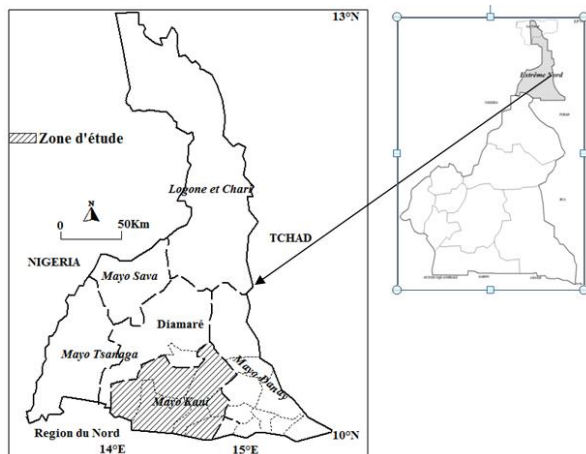 13°N
Zone d'étude
Logone et Chari
N
0 50Km
TCHAD
NIGERIA
Mayo Sava
Diamaré
Mayo Tsanaga
Mayo Danay
Mayo Kani
Region du Nord
10°N
14°E
15°E
Extrême Nord